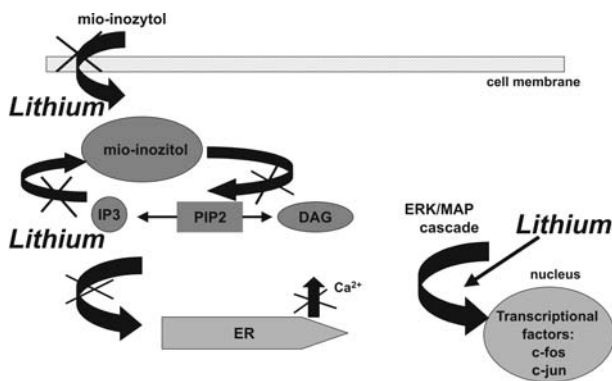 mio-inozytol
cell membrane
Lithium
mio-inozitol
IP3
PIP2
DAG
Lithium
ERK/MAP
cascade
Lithium
nucleus
Ca²⁺
ER
Transcriptional
factors:
c-fos
c-jun